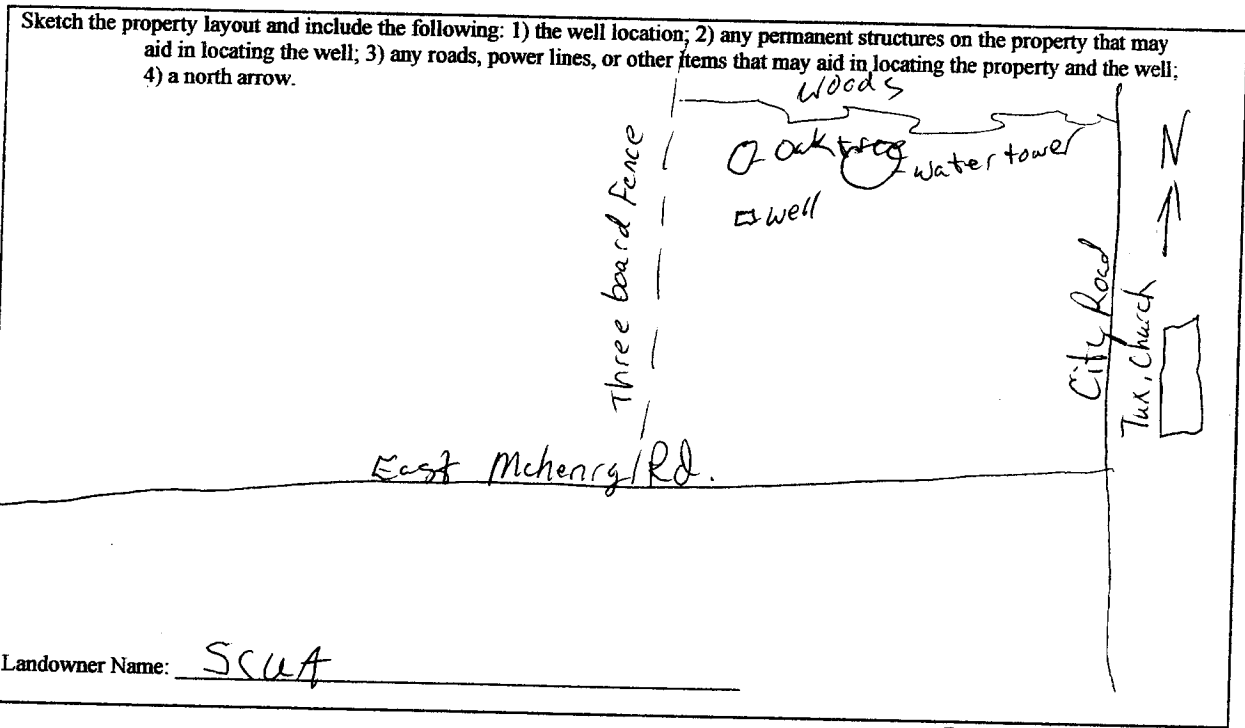 Sketch the property layout and include the following: 1) the well location; 2) any permanent structures on the property that may
aid in locating the well; 3) any roads, power lines, or other items that may aid in locating the property and the well;
4) a north arrow.
woods
oak tree
water tower
N
well
Three board fence
City Road
Tux. Church
East Mchenry Rd.
Landowner Name: SCUA